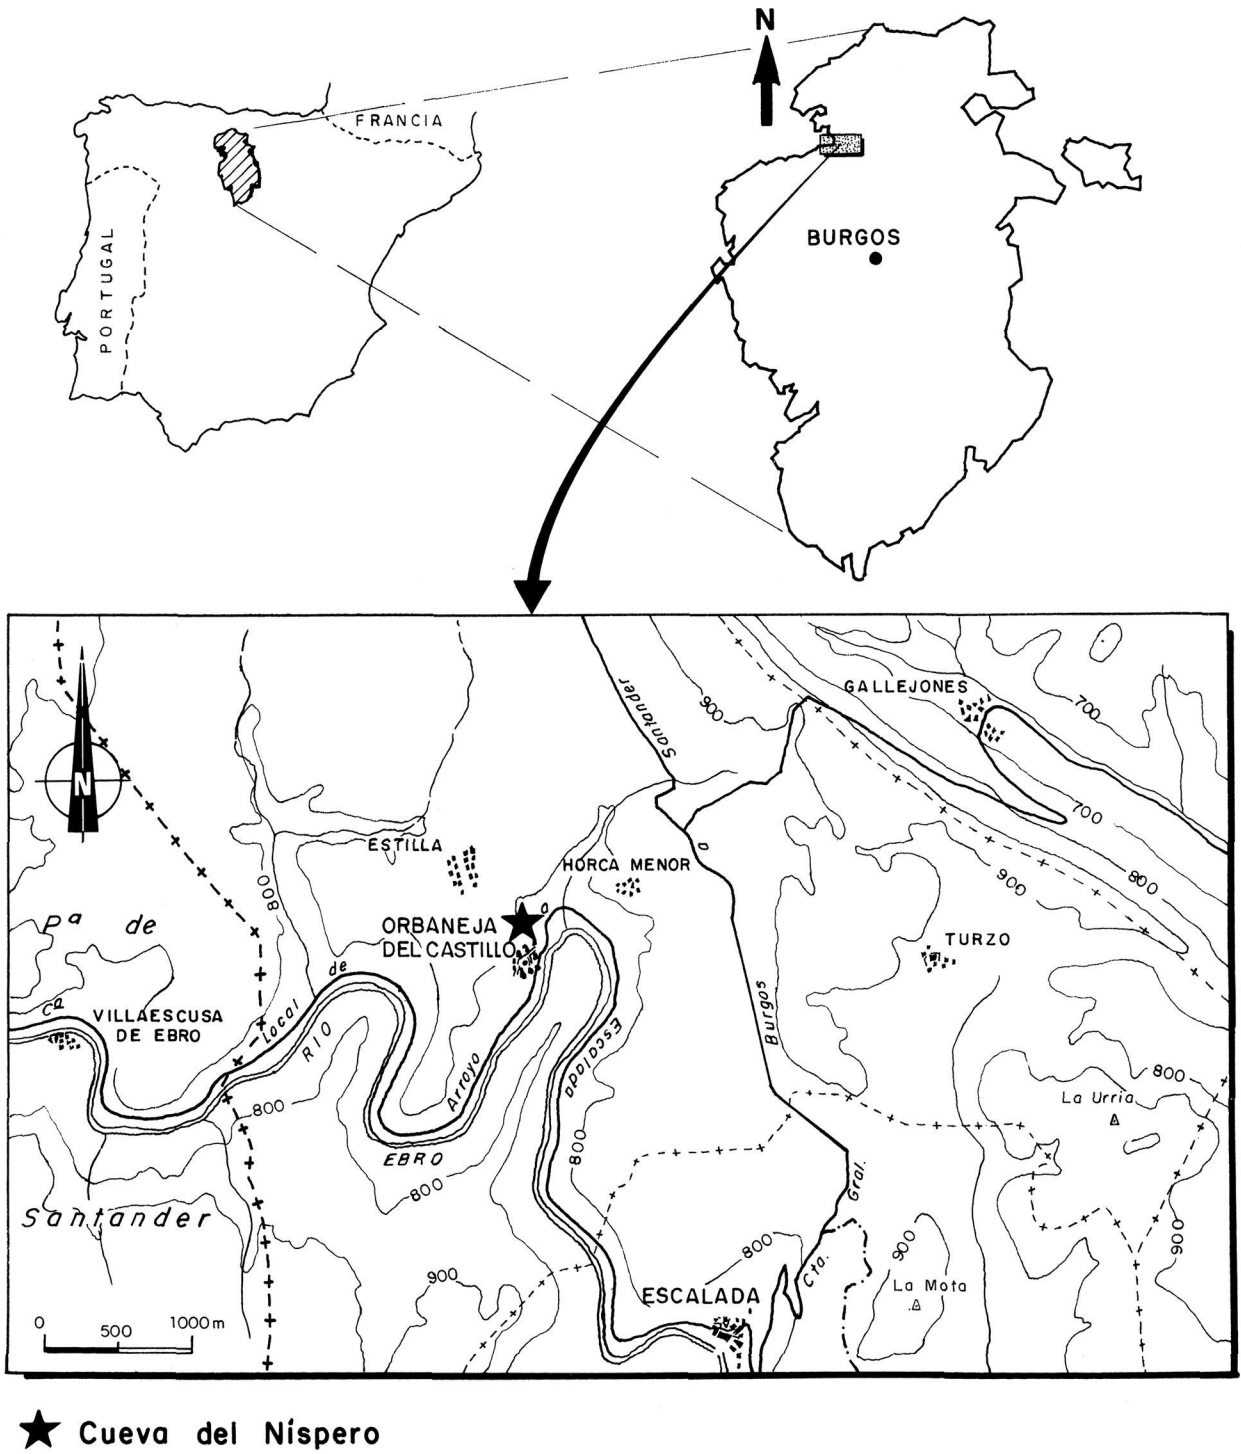 N
FRANCIA
PORTUGAL
BURGOS
GALLEJONES
Santander
900
700
700
800
900
N
ESTILLA
HORCA MENOR
800
Pª de
ORBANEJA
DEL CASTILLO
a
a
TURZO
Cª
VILLAESCUSA
DE EBRO
Local
de
RIO
Burgos
Escalada
Arroyo
800
800
La Urria
EBRO
800
800
Santander
Gral.
900
800
900
900
Cta.
La Mota
ESCALADA
0 500 1000 m
Cueva del Níspero